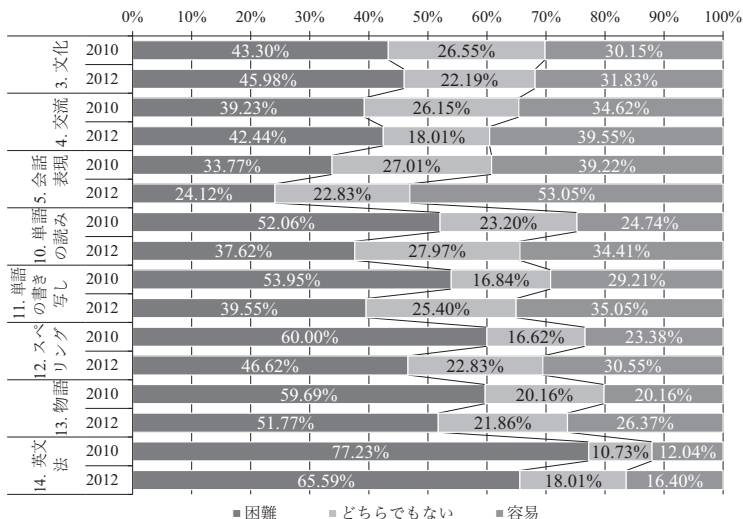 0% 10% 20% 30% 40% 50% 60% 70% 80% 90% 100%
3. 文化
2010 43.30% 26.55% 30.15%
2012 45.98% 22.19% 31.83%
4. 交流
2010 39.23% 26.15% 34.62%
2012 42.44% 18.01% 39.55%
5. 会話
表現
2010 33.77% 27.01% 39.22%
2012 24.12% 22.83% 53.05%
10. 単語
の読み
2010 52.06% 23.20% 24.74%
2012 37.62% 27.97% 34.41%
11. 単語
の書き
写し
2010 53.95% 16.84% 29.21%
2012 39.55% 25.40% 35.05%
12. スペ
リング
2010 60.00% 16.62% 23.38%
2012 46.62% 22.83% 30.55%
13. 物語
2010 59.69% 20.16% 20.16%
2012 51.77% 21.86% 26.37%
14. 英文
法
2010 77.23% 10.73% 12.04%
2012 65.59% 18.01% 16.40%
困難 どちらでもない 容易